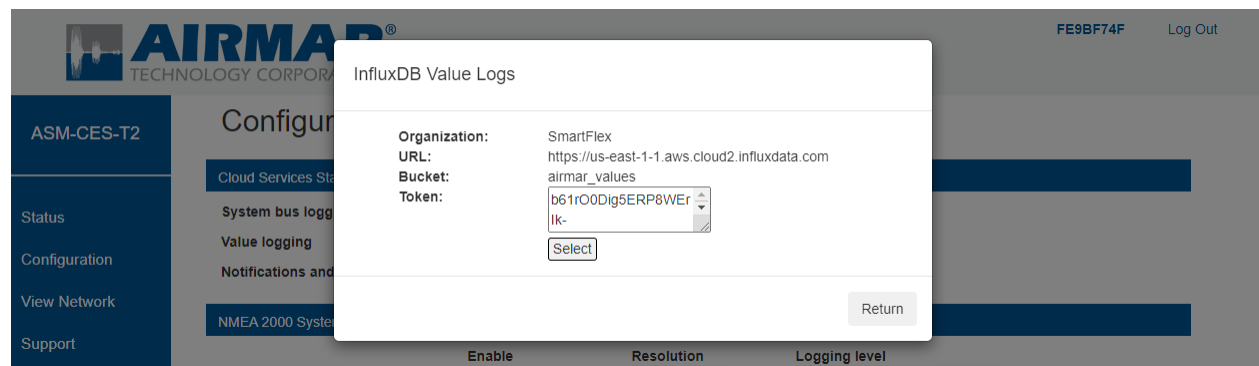 AIRMAR®
TECHNOLOGY CORPORA
FE9BF74F
Log Out
InfluxDB Value Logs
ASM-CES-T2
Configur
Organization: SmartFlex
URL: https://us-east-1-1.aws.cloud2.influxdata.com
Bucket: airmar_values
Token: b61rO0Dig5ERP8WEr
Ik-
Select
Return
Cloud Services Sta
System bus logg
Value logging
Notifications and
NMEA 2000 Syste
Enable Resolution Logging level
Status
Configuration
View Network
Support